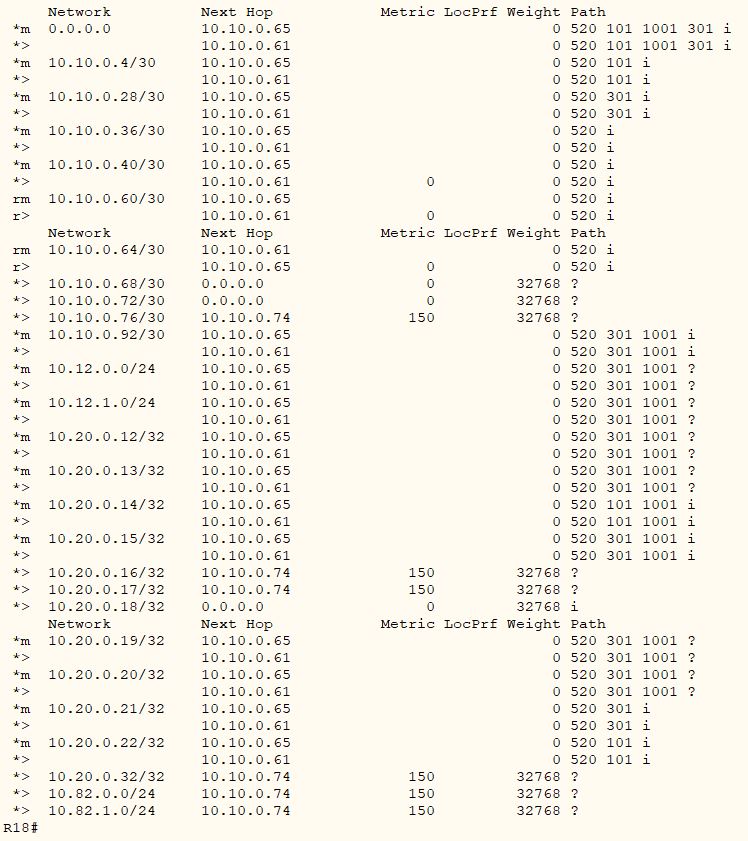 Network          Next Hop            Metric LocPrf Weight Path
 *m  0.0.0.0          10.10.0.65                             0 520 101 1001 301 i
 *>                   10.10.0.61                             0 520 101 1001 301 i
 *m  10.10.0.4/30     10.10.0.65                             0 520 101 i
 *>                   10.10.0.61                             0 520 101 i
 *m  10.10.0.28/30    10.10.0.65                             0 520 301 i
 *>                   10.10.0.61                             0 520 301 i
 *m  10.10.0.36/30    10.10.0.65                             0 520 i
 *>                   10.10.0.61                             0 520 i
 *m  10.10.0.40/30    10.10.0.65                             0 520 i
 *>                   10.10.0.61               0             0 520 i
 rm  10.10.0.60/30    10.10.0.65                             0 520 i
 r>                   10.10.0.61               0             0 520 i
     Network          Next Hop            Metric LocPrf Weight Path
 rm  10.10.0.64/30    10.10.0.61                             0 520 i
 r>                   10.10.0.65               0             0 520 i
 *>  10.10.0.68/30    0.0.0.0                  0         32768 ?
 *>  10.10.0.72/30    0.0.0.0                  0         32768 ?
 *>  10.10.0.76/30    10.10.0.74             150         32768 ?
 *m  10.10.0.92/30    10.10.0.65                             0 520 301 1001 i
 *>                   10.10.0.61                             0 520 301 1001 i
 *m  10.12.0.0/24     10.10.0.65                             0 520 301 1001 ?
 *>                   10.10.0.61                             0 520 301 1001 ?
 *m  10.12.1.0/24     10.10.0.65                             0 520 301 1001 ?
 *>                   10.10.0.61                             0 520 301 1001 ?
 *m  10.20.0.12/32    10.10.0.65                             0 520 301 1001 ?
 *>                   10.10.0.61                             0 520 301 1001 ?
 *m  10.20.0.13/32    10.10.0.65                             0 520 301 1001 ?
 *>                   10.10.0.61                             0 520 301 1001 ?
 *m  10.20.0.14/32    10.10.0.65                             0 520 101 1001 i
 *>                   10.10.0.61                             0 520 101 1001 i
 *m  10.20.0.15/32    10.10.0.65                             0 520 301 1001 i
 *>                   10.10.0.61                             0 520 301 1001 i
 *>  10.20.0.16/32    10.10.0.74             150         32768 ?
 *>  10.20.0.17/32    10.10.0.74             150         32768 ?
 *>  10.20.0.18/32    0.0.0.0                  0         32768 i
     Network          Next Hop            Metric LocPrf Weight Path
 *m  10.20.0.19/32    10.10.0.65                             0 520 301 1001 ?
 *>                   10.10.0.61                             0 520 301 1001 ?
 *m  10.20.0.20/32    10.10.0.65                             0 520 301 1001 ?
 *>                   10.10.0.61                             0 520 301 1001 ?
 *m  10.20.0.21/32    10.10.0.65                             0 520 301 i
 *>                   10.10.0.61                             0 520 301 i
 *m  10.20.0.22/32    10.10.0.65                             0 520 101 i
 *>                   10.10.0.61                             0 520 101 i
 *>  10.20.0.32/32    10.10.0.74             150         32768 ?
 *>  10.82.0.0/24     10.10.0.74             150         32768 ?
 *>  10.82.1.0/24     10.10.0.74             150         32768 ?
R18#